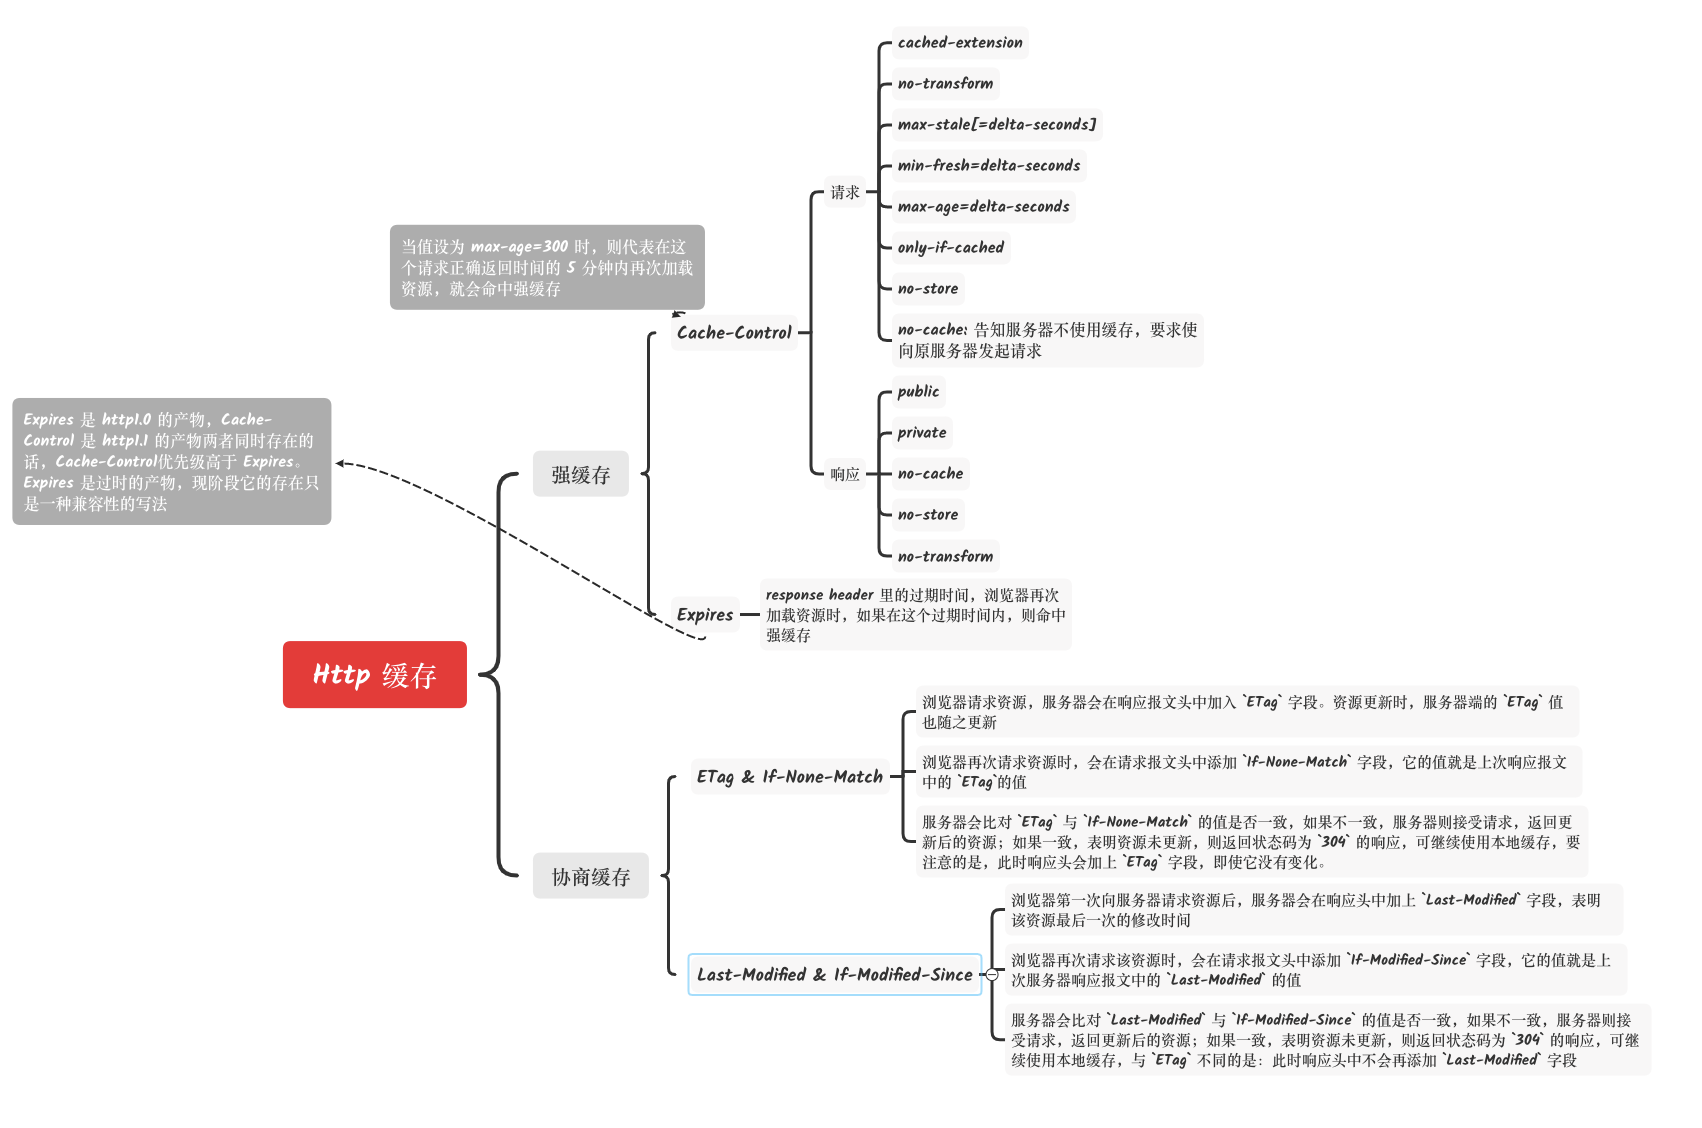 cached-extension
no-transform
max-stale[=delta-seconds]
min-fresh=delta-seconds
max-age=delta-seconds
only-if-cached
no-store
no-cache: 告知服务器不使用缓存，要求使
向原服务器发起请求
请求
当值设为 max-age=300 时，则代表在这
个请求正确返回时间的 5 分钟内再次加载
资源，就会命中强缓存
Cache-Control
public
private
no-cache
no-store
no-transform
响应
Expires 是 http1.0 的产物，Cache-
Control 是 http1.1 的产物两者同时存在的
话，Cache-Control优先级高于 Expires。
Expires 是过时的产物，现阶段它的存在只
是一种兼容性的写法
强缓存
Expires
response header 里的过期时间，浏览器再次
加载资源时，如果在这个过期时间内，则命中
强缓存
Http 缓存
浏览器请求资源，服务器会在响应报文头中加入 `ETag` 字段。资源更新时，服务器端的 `ETag` 值
也随之更新
浏览器再次请求资源时，会在请求报文头中添加 `If-None-Match` 字段，它的值就是上次响应报文
中的 `ETag`的值
ETag & If-None-Match
服务器会比对 `ETag` 与 `If-None-Match` 的值是否一致，如果不一致，服务器则接受请求，返回更
新后的资源；如果一致，表明资源未更新，则返回状态码为 `304` 的响应，可继续使用本地缓存，要
注意的是，此时响应头会加上 `ETag` 字段，即使它没有变化。
协商缓存
浏览器第一次向服务器请求资源后，服务器会在响应头中加上 `Last-Modified` 字段，表明
该资源最后一次的修改时间
浏览器再次请求该资源时，会在请求报文头中添加 `If-Modified-Since` 字段，它的值就是上
次服务器响应报文中的 `Last-Modified` 的值
Last-Modified & If-Modified-Since
服务器会比对 `Last-Modified` 与 `If-Modified-Since` 的值是否一致，如果不一致，服务器则接
受请求，返回更新后的资源；如果一致，表明资源未更新，则返回状态码为 `304` 的响应，可继
续使用本地缓存，与 `ETag` 不同的是：此时响应头中不会再添加 `Last-Modified` 字段